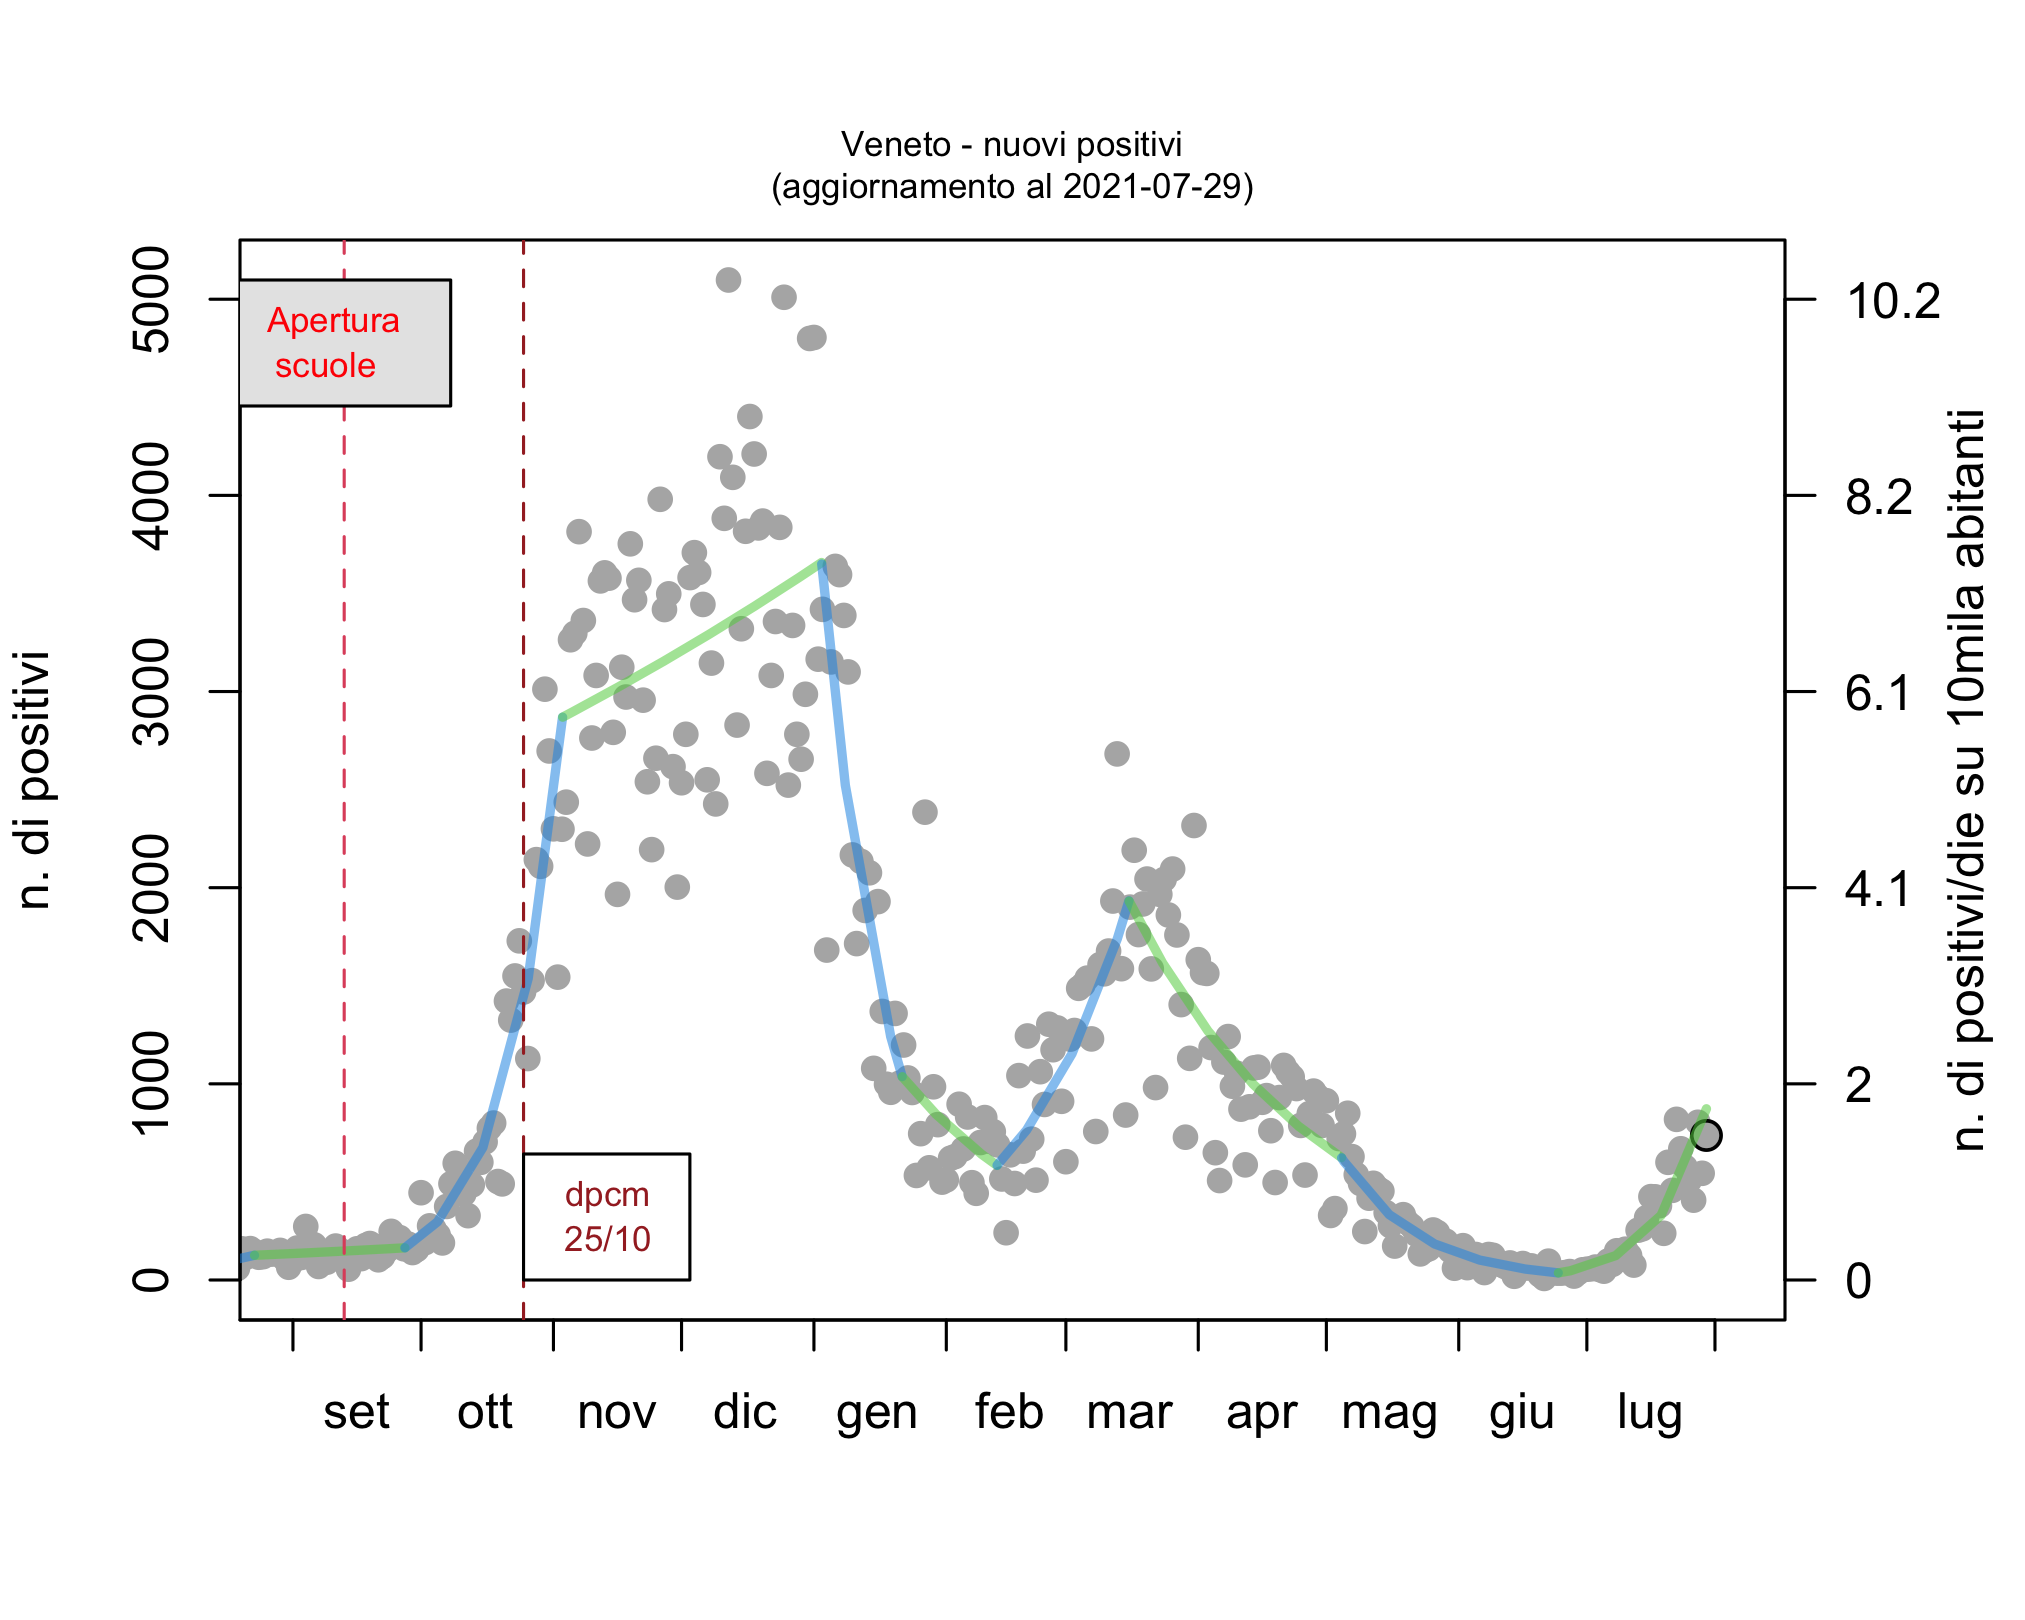 Veneto - nuovi positivi
(aggiornamento al 2021-07-29)
n. di positivi
5000
4000
3000
2000
1000
0
Apertura
scuole
dpcm
25/10
10.2
8.2
6.1
4.1
2
0
n. di positivi/die su 10mila abitanti
set ott nov dic gen feb mar apr mag giu lug